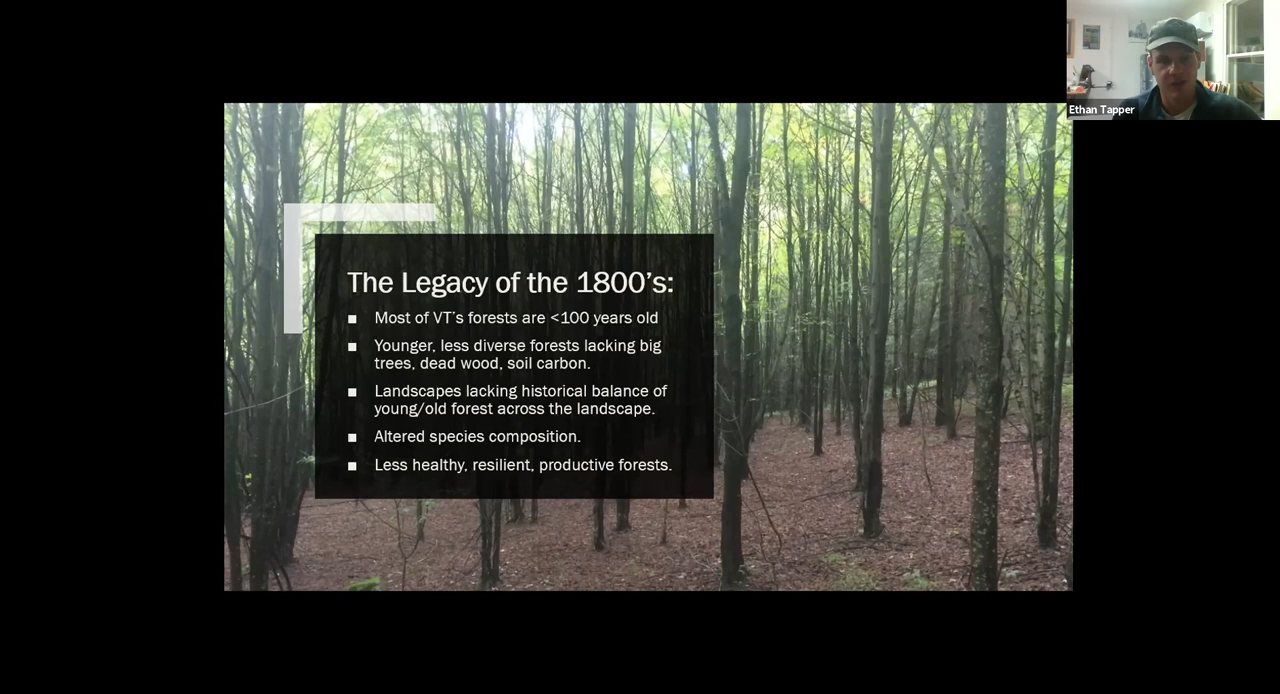 Ethan Tapper
The Legacy of the 1800's:
Most of VT's forests are <100 years old
Younger, less diverse forests lacking big
trees, dead wood, soil carbon.
Landscapes lacking historical balance of
young/old forest across the landscape.
Altered species composition.
Less healthy, resilient, productive forests.